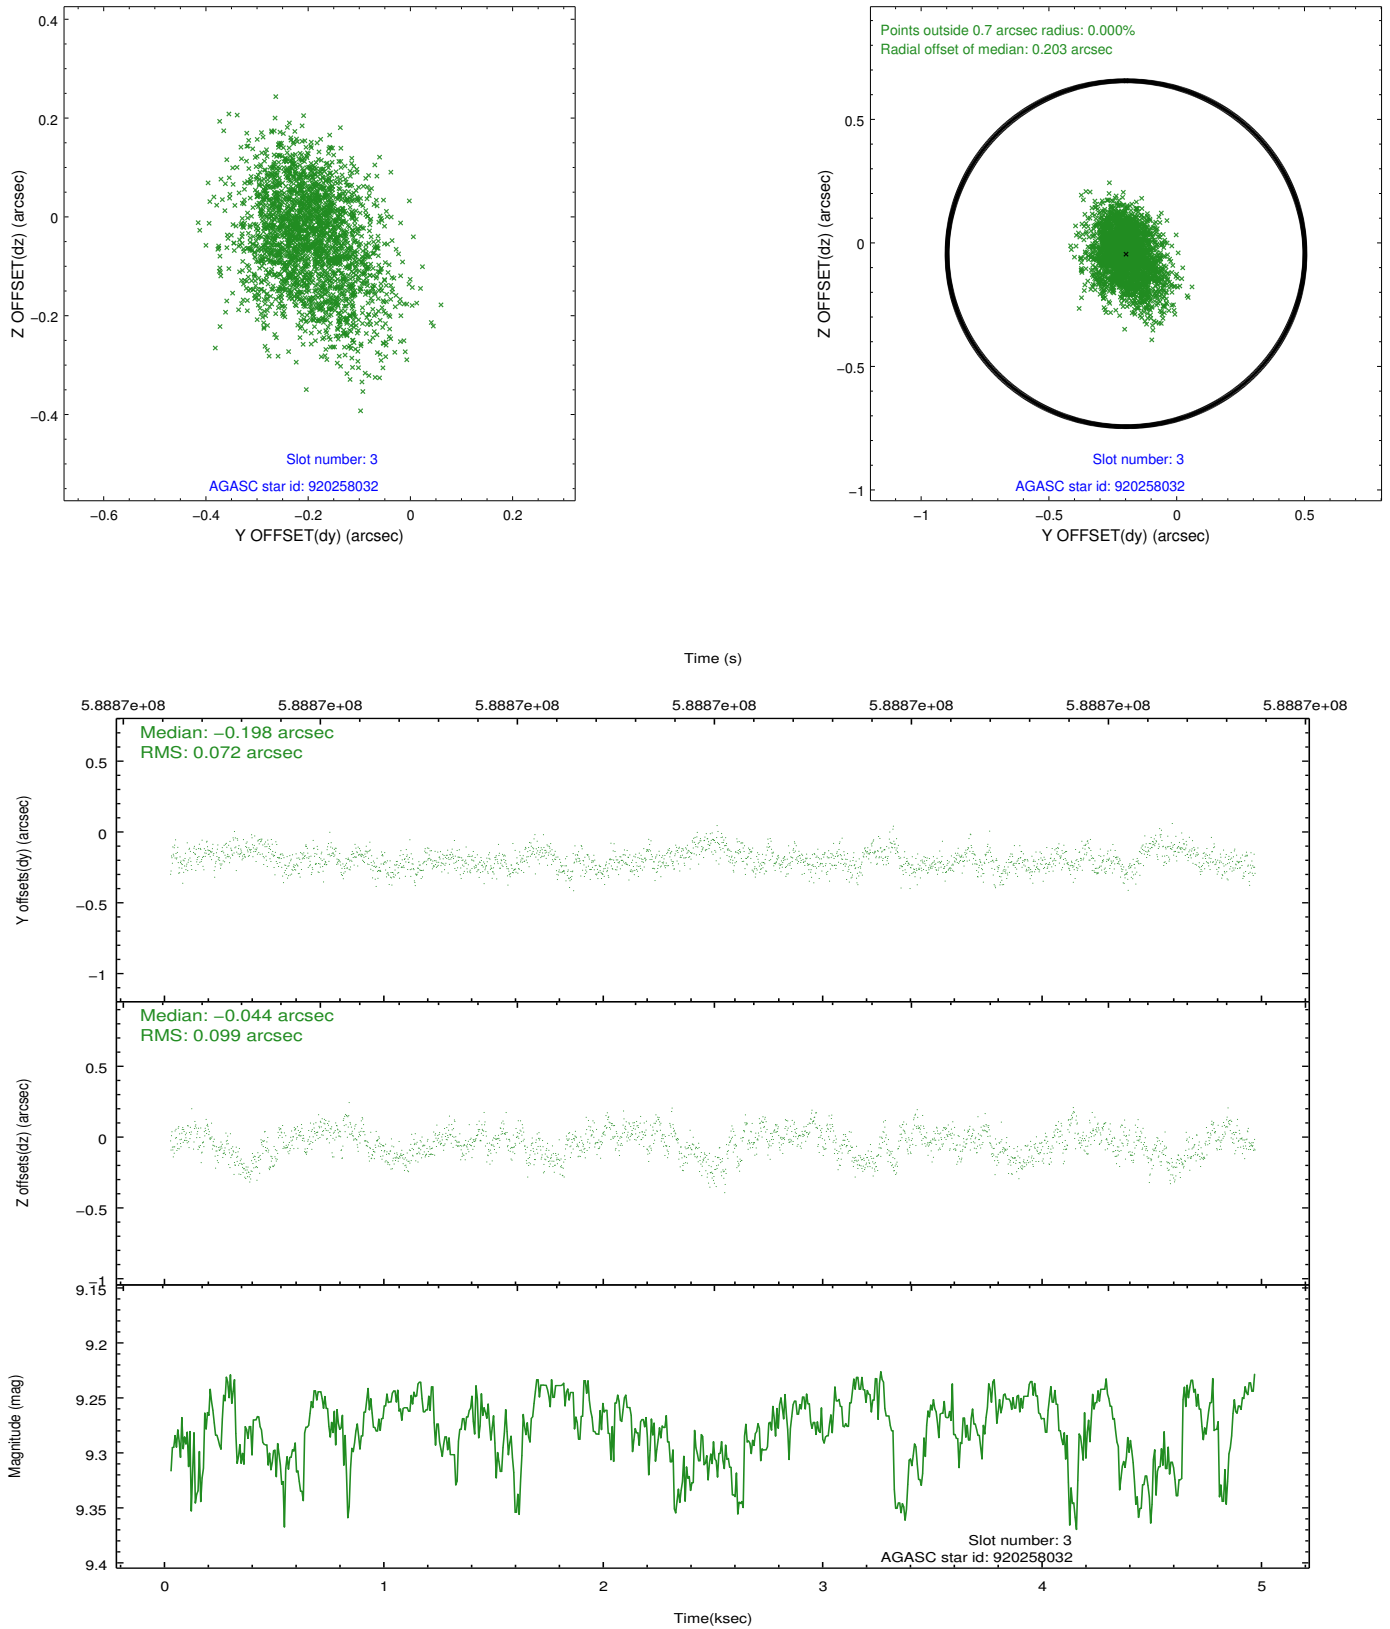 0.4
0.2
0
−0.2
−0.4
Z OFFSET(dz) (arcsec)
Slot number: 3
AGASC star id: 920258032
−0.6
−0.4
−0.2
0
0.2
Y OFFSET(dy) (arcsec)
Points outside 0.7 arcsec radius: 0.000%
Radial offset of median: 0.203 arcsec
0.5
0
−0.5
−1
Z OFFSET(dz) (arcsec)
Slot number: 3
AGASC star id: 920258032
−1
−0.5
0
0.5
Y OFFSET(dy) (arcsec)
Time (s)
5.8887e+08 5.8887e+08 5.8887e+08 5.8887e+08 5.8887e+08 5.8887e+08 5.8887e+08
Median: −0.198 arcsec
RMS: 0.072 arcsec
0.5
0
−0.5
−1
Y offsets(dy) (arcsec)
Median: −0.044 arcsec
RMS: 0.099 arcsec
0.5
0
−0.5
−1
Z offsets(dz) (arcsec)
9.15
9.2
9.25
9.3
9.35
9.4
Magnitude (mag)
Slot number: 3
AGASC star id: 920258032
0 1 2 3 4 5
Time(ksec)